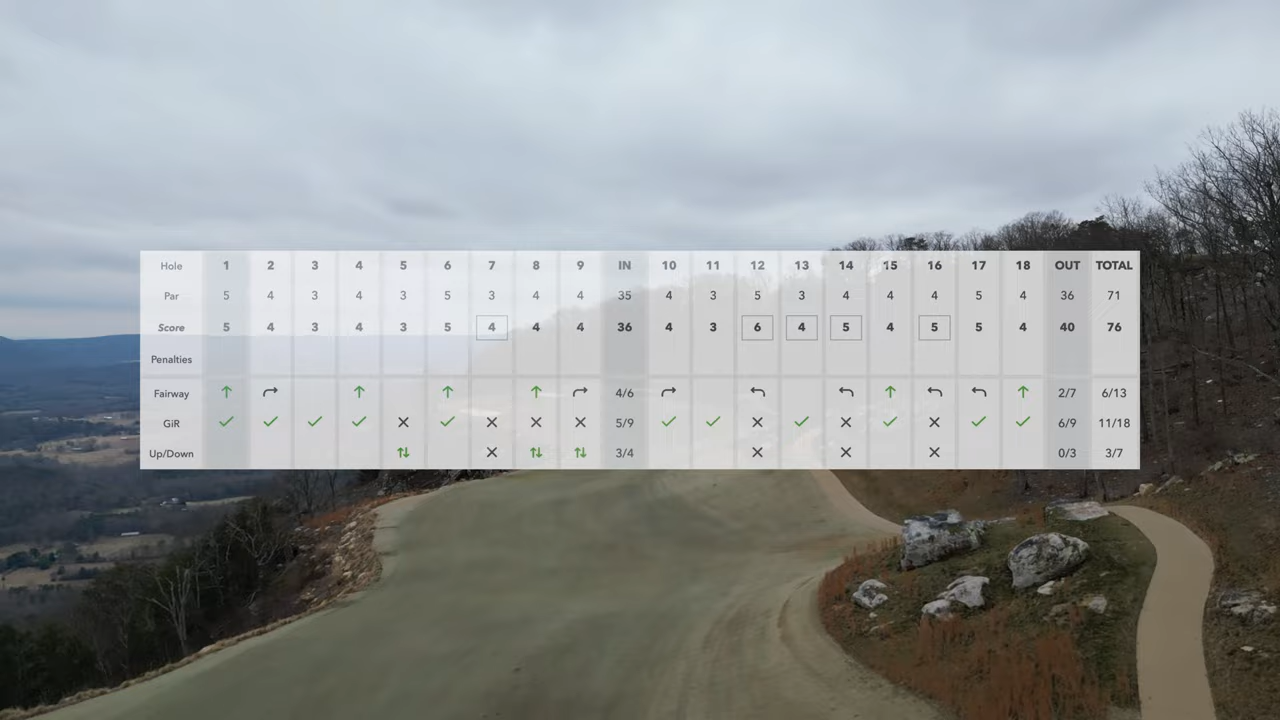 Hole 1 2 3 4 5 6 7 8 9 IN 10 11 12 13 14 15 16 17 18 OUT TOTAL
Par 5 4 3 4 3 5 3 4 4 35 4 3 5 3 4 4 4 5 4 36 71
Score 5 4 3 4 3 5 4 4 4 36 4 3 6 4 5 4 5 5 4 40 76
Penalties
Fairway 4/6 2/7 6/13
GiR 5/9 6/9 11/18
Up/Down 3/4 0/3 3/7